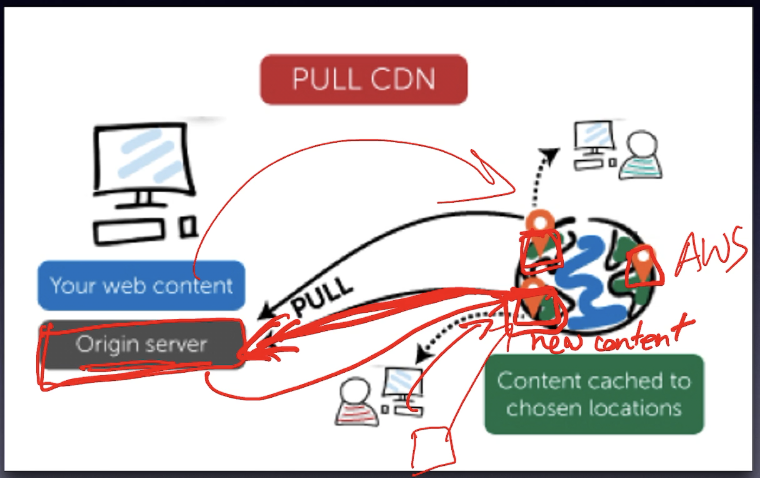 PULL CDN
Your web content
PULL
Origin server
AWS
new content
Content cached to
chosen locations